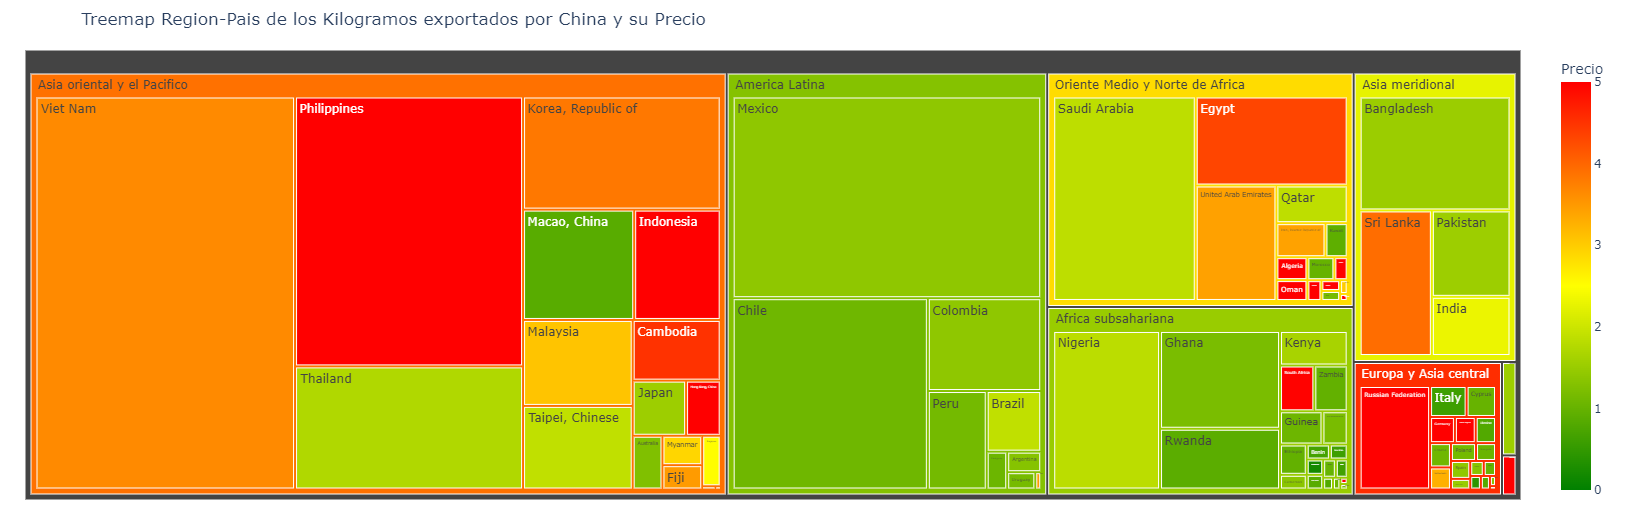 Treemap Region-Pais de los Kilogramos exportados por China y su Precio
Asia oriental y el Pacifico
Viet Nam
Philippines
Thailand
Korea, Republic of
Macao, China
Indonesia
Malaysia
Cambodia
Taipei, Chinese
Japan
Hong Kong, China
Australia
Myanmar
Fiji
America Latina
Mexico
Chile
Colombia
Peru
Brazil
Argentina
Oriente Medio y Norte de Africa
Saudi Arabia
Egypt
United Arab Emirates
Qatar
Algeria
Oman
Africa subsahariana
Nigeria
Ghana
Rwanda
Kenya
South Africa
Zambia
Guinea
Benin
Asia meridional
Bangladesh
Sri Lanka
Pakistan
India
Europa y Asia central
Russian Federation
Italy
Cyprus
Germany
Poland
Precio
5
4
3
2
1
0